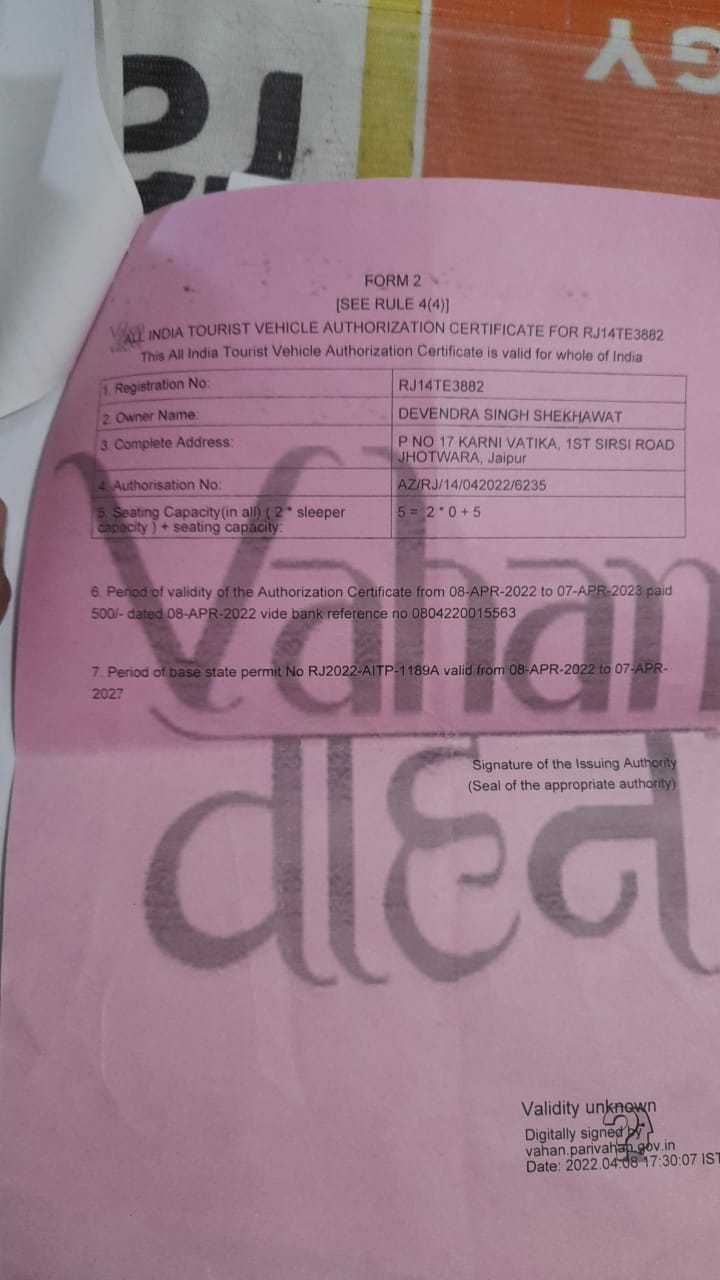 GY
FORM 2
[SEE RULE 4(4)]
ALL INDIA TOURIST VEHICLE AUTHORIZATION CERTIFICATE FOR RJ14TE3882
This All India Tourist Vehicle Authorization Certificate is valid for whole of India
1. Registration No: RJ14TE3882
2. Owner Name: DEVENDRA SINGH SHEKHAWAT
3. Complete Address: P NO 17 KARNI VATIKA, 1ST SIRSI ROAD
JHOTWARA, Jaipur
4. Authorisation No: AZ/RJ/14/042022/6235
5. Seating Capacity(in all) ( 2 * sleeper 5 = 2 * 0 + 5
capacity ) + seating capacity:
6. Period of validity of the Authorization Certificate from 08-APR-2022 to 07-APR-2023 paid
500/- dated 08-APR-2022 vide bank reference no 0804220015563
7. Period of base state permit No RJ2022-AITP-1189A valid from 08-APR-2022 to 07-APR-
2027
Vahan
वाहन
Signature of the Issuing Authority
(Seal of the appropriate authority)
Validity unknown
Digitally signed by
vahan.parivahan.gov.in
Date: 2022.04.08 17:30:07 IST